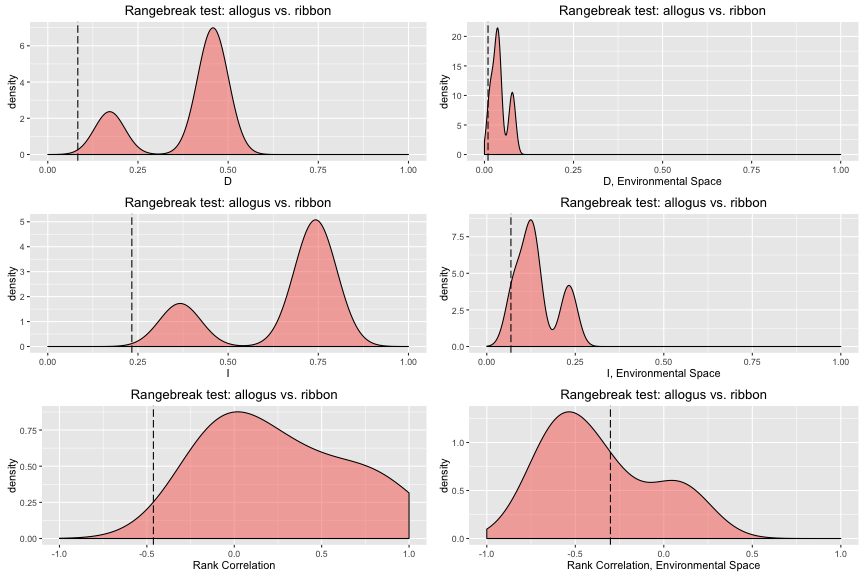 Rangebreak test: allogus vs. ribbon
density
6
4
2
0
0.00 0.25 0.50 0.75 1.00
D
Rangebreak test: allogus vs. ribbon
density
20
15
10
5
0
0.00 0.25 0.50 0.75 1.00
D, Environmental Space
Rangebreak test: allogus vs. ribbon
density
5
4
3
2
1
0
0.00 0.25 0.50 0.75 1.00
I
Rangebreak test: allogus vs. ribbon
density
7.5
5.0
2.5
0.0
0.00 0.25 0.50 0.75 1.00
I, Environmental Space
Rangebreak test: allogus vs. ribbon
density
0.75
0.50
0.25
0.00
-1.0 -0.5 0.0 0.5 1.0
Rank Correlation
Rangebreak test: allogus vs. ribbon
density
1.0
0.5
0.0
-1.0 -0.5 0.0 0.5 1.0
Rank Correlation, Environmental Space